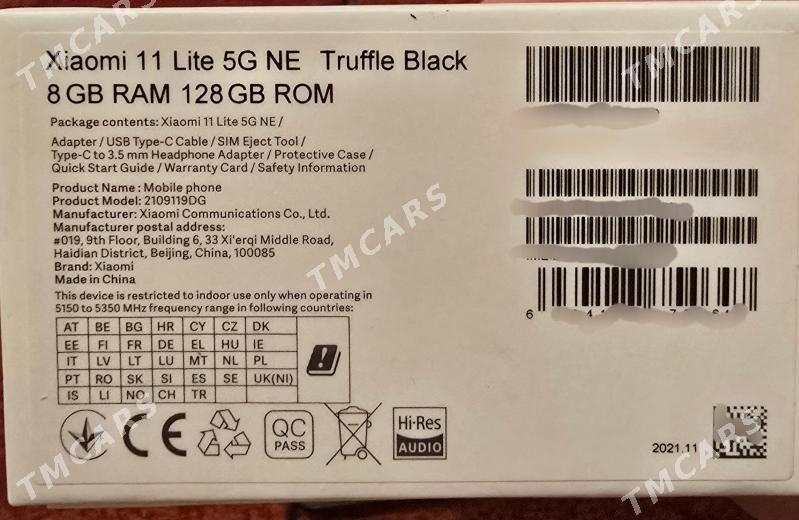 Xiaomi 11 Lite 5G NE Truffle Black
8GB RAM 128GB ROM
Package contents: Xiaomi 11 Lite 5G NE /
Adapter / USB Type-C Cable / SIM Eject Tool /
Type-C to 3.5 mm Headphone Adapter / Protective Case /
Quick Start Guide / Warranty Card / Safety Information
Product Name : Mobile phone
Product Model: 2109119DG
Manufacturer: Xiaomi Communications Co., Ltd.
Manufacturer postal address:
#019, 9th Floor, Building 6, 33 Xi'erqi Middle Road,
Haidian District, Beijing, China, 100085
Brand: Xiaomi
Made in China
This device is restricted to indoor use only when operating in
5150 to 5350 MHz frequency range in following countries:
AT BE BG HR CY CZ DK
EE FI FR DE EL HU IE
IT LV LT LU MT NL PL
PT RO SK SI ES SE UK(NI)
IS LI NO CH TR
CE
QC
PASS
Hi-Res
AUDIO
6
2021.11
TMCARS
TMCARS
TMCARS
TMCARS
TMCARS
TMCARS
TMCARS